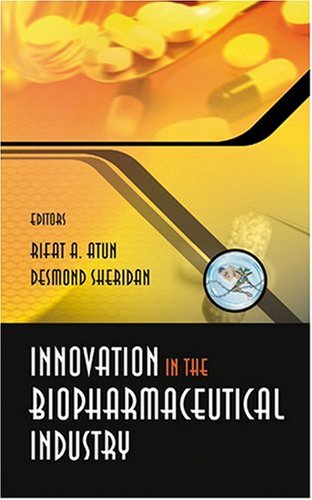 EDITORS
RIFAT A. ATUN
DESMOND SHERIDAN
INNOVATION IN THE
BIOPHARMACEUTICAL
INDUSTRY